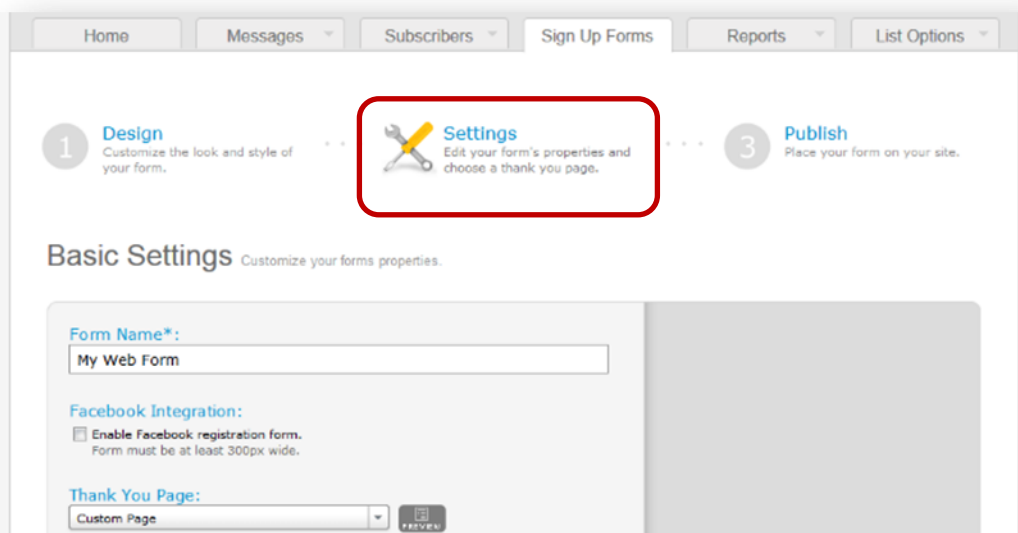 Home Messages Subscribers Sign Up Forms Reports List Options
1 Design
Customize the look and style of
your form.
Settings
Edit your form's properties and
choose a thank you page.
3 Publish
Place your form on your site.
Basic Settings Customize your forms properties.
Form Name*:
My Web Form
Facebook Integration:
Enable Facebook registration form.
Form must be at least 300px wide.
Thank You Page:
Custom Page
PREVIEW